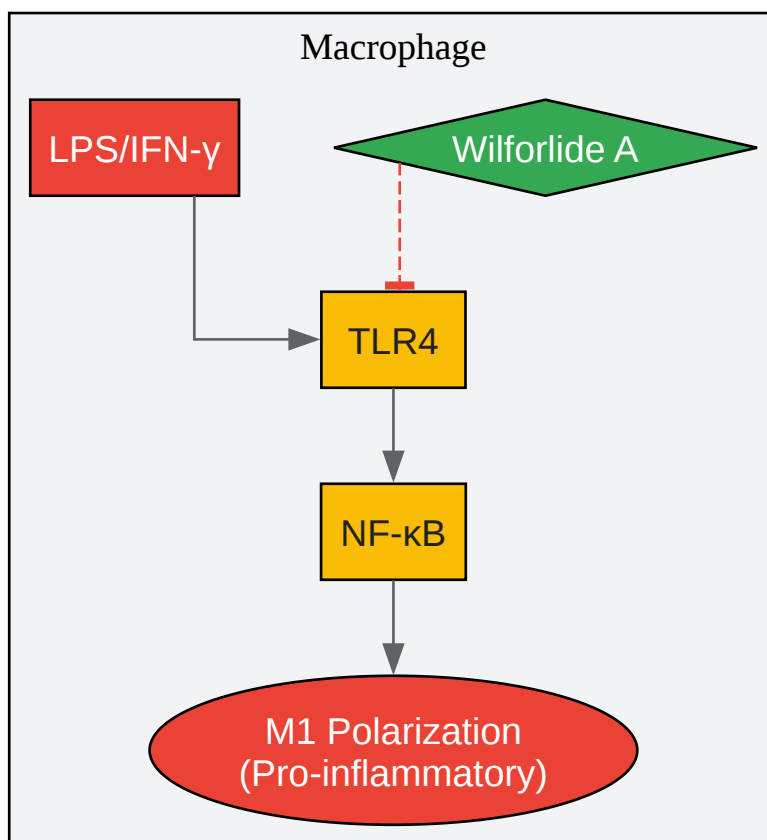 Macrophage
LPS/IFN-γ
Wilforlide A
TLR4
NF-κB
M1 Polarization
(Pro-inflammatory)